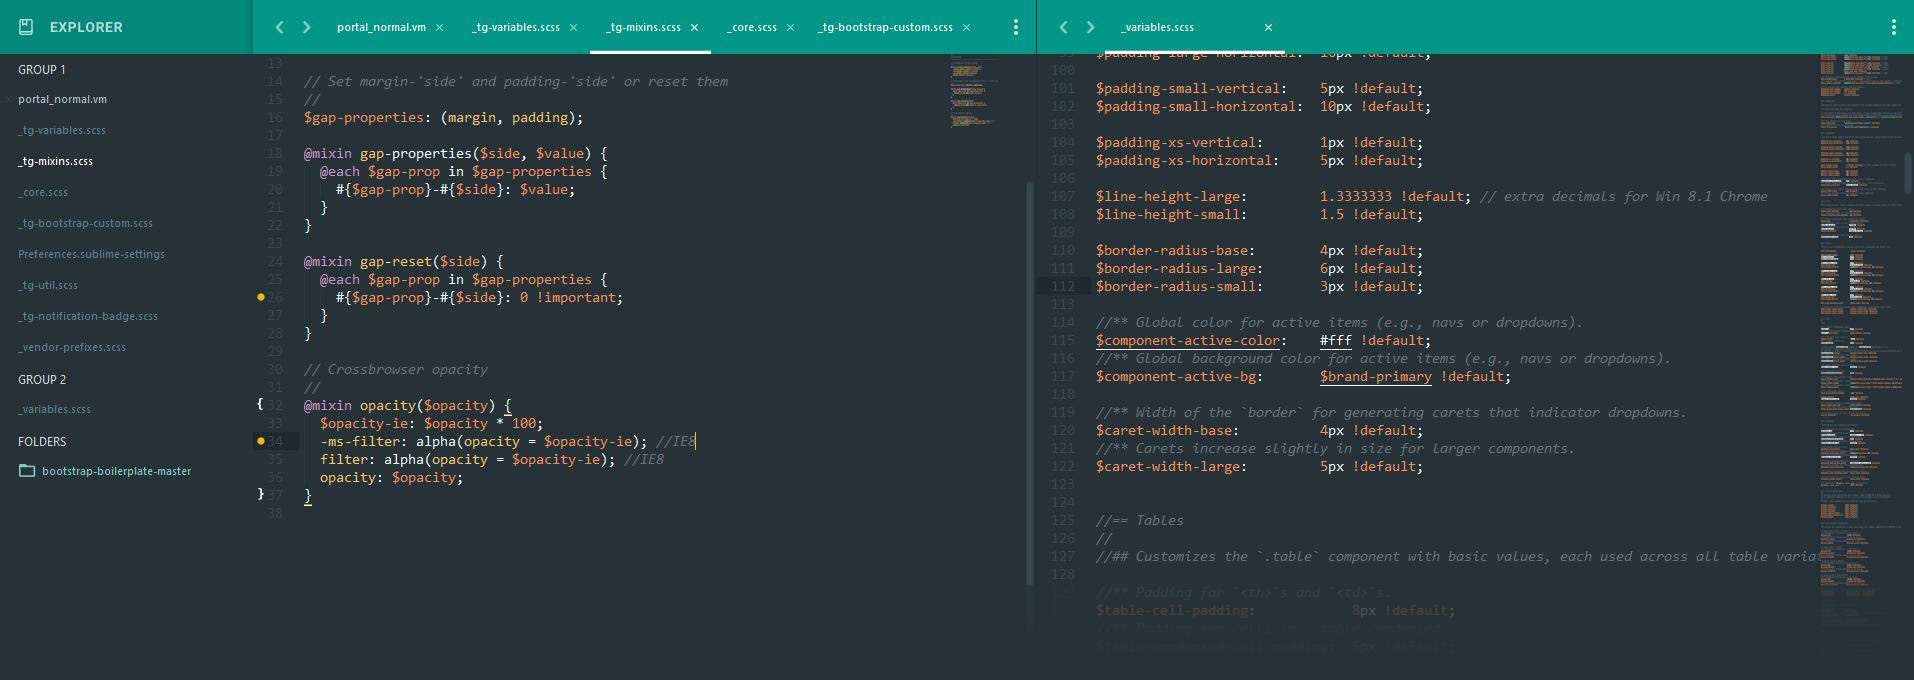 EXPLORER
GROUP 1
portal_normal.vm
_tg-variables.scss
_tg-mixins.scss
_core.scss
_tg-bootstrap-custom.scss
Preferences.sublime-settings
_tg-util.scss
_tg-notification-badge.scss
_vendor-prefixes.scss
GROUP 2
_variables.scss
FOLDERS
bootstrap-boilerplate-master
portal_normal.vm × _tg-variables.scss × _tg-mixins.scss × _core.scss × _tg-bootstrap-custom.scss ×
13
14 // Set margin-`side` and padding-`side` or reset them
15 //
16 $gap-properties: (margin, padding);
17
18 @mixin gap-properties($side, $value) {
19 @each $gap-prop in $gap-properties {
20 #{$gap-prop}-#{$side}: $value;
21 }
22 }
23
24 @mixin gap-reset($side) {
25 @each $gap-prop in $gap-properties {
26 #{$gap-prop}-#{$side}: 0 !important;
27 }
28 }
29
30 // Crossbrowser opacity
31 //
{ 32 @mixin opacity($opacity) {
33 $opacity-ie: $opacity * 100;
34 -ms-filter: alpha(opacity = $opacity-ie); //IE8
35 filter: alpha(opacity = $opacity-ie); //IE8
36 opacity: $opacity;
} 37 }
38
_variables.scss ×
99 $padding-large-horizontal: 16px !default;
100
101 $padding-small-vertical: 5px !default;
102 $padding-small-horizontal: 10px !default;
103
104 $padding-xs-vertical: 1px !default;
105 $padding-xs-horizontal: 5px !default;
106
107 $line-height-large: 1.3333333 !default; // extra decimals for Win 8.1 Chrome
108 $line-height-small: 1.5 !default;
109
110 $border-radius-base: 4px !default;
111 $border-radius-large: 6px !default;
112 $border-radius-small: 3px !default;
113
114 //** Global color for active items (e.g., navs or dropdowns).
115 $component-active-color: #fff !default;
116 //** Global background color for active items (e.g., navs or dropdowns).
117 $component-active-bg: $brand-primary !default;
118
119 //** Width of the `border` for generating carets that indicator dropdowns.
120 $caret-width-base: 4px !default;
121 //** Carets increase slightly in size for larger components.
122 $caret-width-large: 5px !default;
123
124
125 //== Tables
126 //
127 //## Customizes the `.table` component with basic values, each used across all table varia
128
129 //** Padding for `<th>`s and `<td>`s.
$table-cell-padding: 8px !default;
//** Padding for cells in `.table-condensed`
$table-condensed-cell-padding: 5px !default;